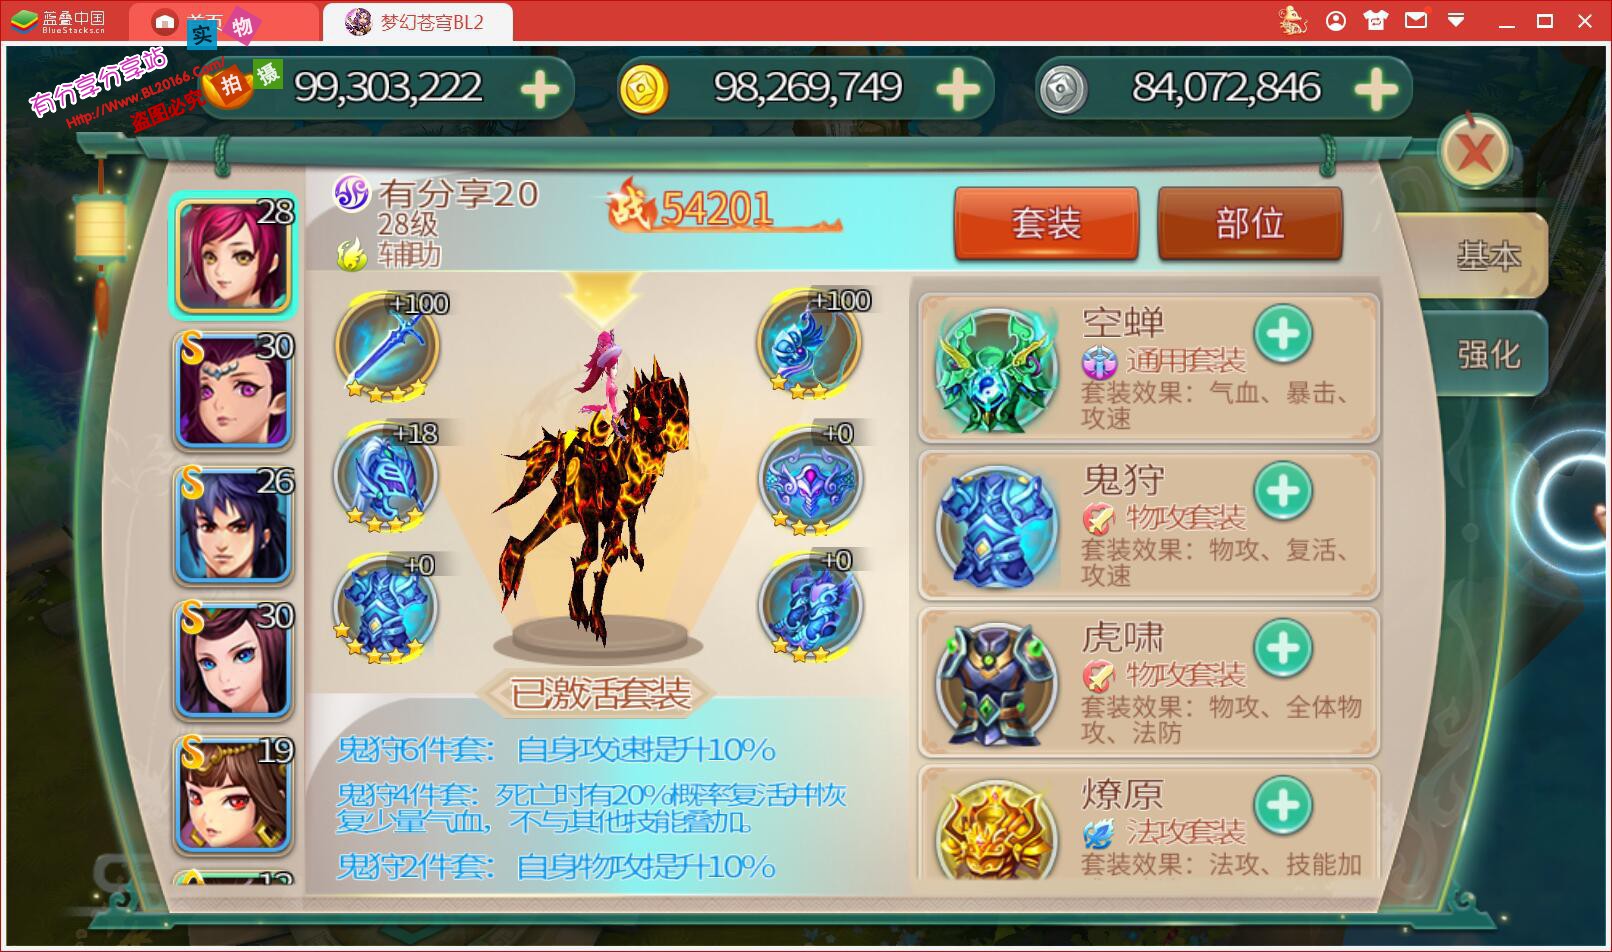 蓝叠中国
BlueStacks.cn
首页
梦幻苍穹BL2
实
物
拍
摄
有分享分享站
Http://Www.BL20166.Com/
盗图必究
99,303,222
98,269,749
84,072,846
有分享20
28级
辅助
战54201
套装
部位
基本
强化
28
S 30
S 26
S 30
S 19
+100
+18
+0
+100
+0
+0
已激活套装
鬼狩6件套：自身攻速提升10%
鬼狩4件套：死亡时有20%概率复活并恢
复少量气血，不与其他技能叠加。
鬼狩2件套：自身物攻提升10%
空蝉
通用套装
套装效果：气血、暴击、
攻速
鬼狩
物攻套装
套装效果：物攻、复活、
攻速
虎啸
物攻套装
套装效果：物攻、全体物
攻、法防
燎原
法攻套装
套装效果：法攻、技能加